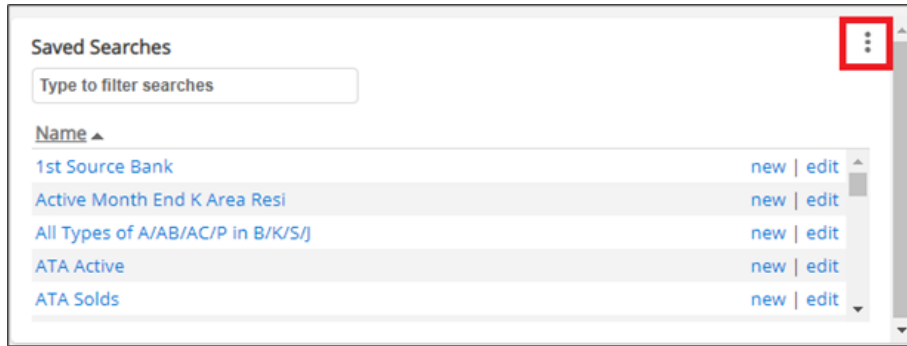 Saved Searches
Type to filter searches
Name
1st Source Bank new | edit
Active Month End K Area Resi new | edit
All Types of A/AB/AC/P in B/K/S/J new | edit
ATA Active new | edit
ATA Solds new | edit